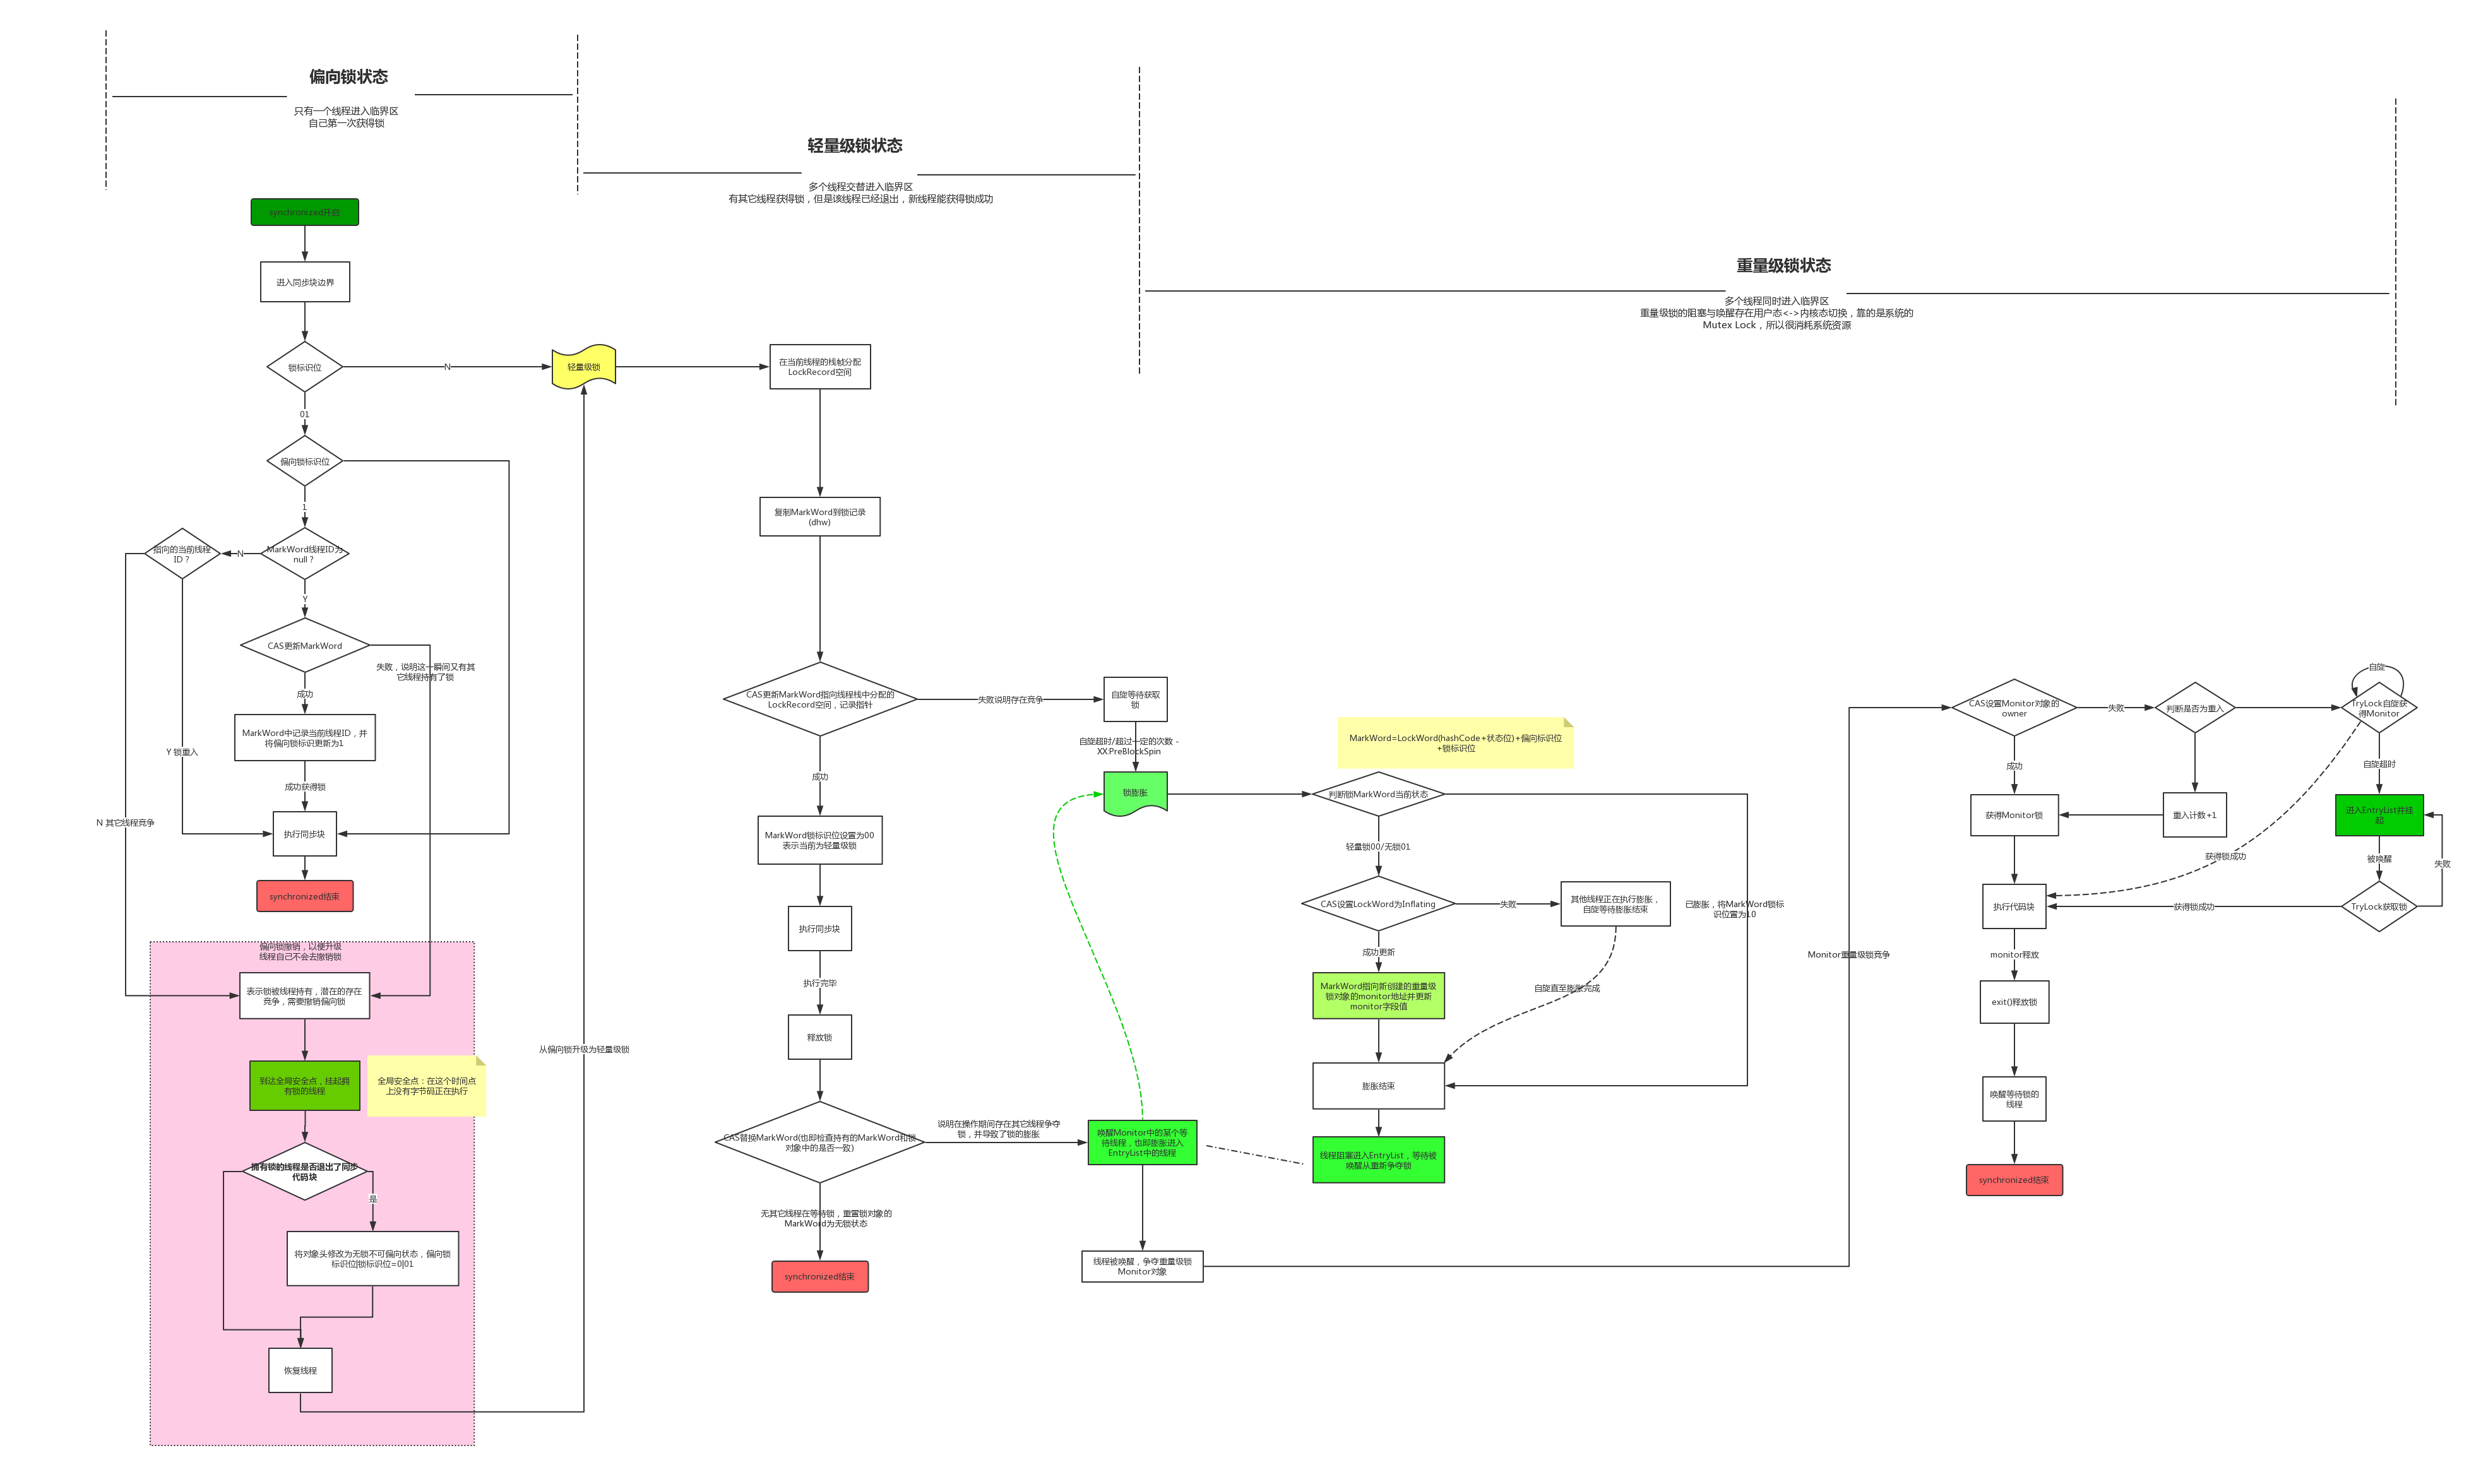 偏向锁状态
只有一个线程进入临界区
自己第一次获得锁
轻量级锁状态
多个线程交替进入临界区
有其它线程获得锁，但是该线程已经退出，新线程能获得锁成功
重量级锁状态
多个线程同时进入临界区
重量级锁的阻塞与唤醒存在用户态<->内核态切换，靠的是系统的
Mutex Lock，所以很消耗系统资源
synchronized开启
进入同步块边界
锁标识位
N
01
偏向锁标识位
1
MarkWord线程ID为
null？
N
指向的当前线程
ID？
Y
CAS更新MarkWord
失败，说明这一瞬间又有其
它线程持有了锁
成功
MarkWord中记录当前线程ID，并
将偏向锁标识更新为1
Y 锁重入
成功获得锁
N 其它线程竞争
执行同步块
synchronized结束
偏向锁撤销，以便升级
线程自己不会去撤销锁
表示锁被线程持有，潜在的存在
竞争，需要撤销偏向锁
到达全局安全点，挂起拥
有锁的线程
全局安全点：在这个时间点
上没有字节码正在执行
拥有锁的线程是否退出了同步
代码块
是
将对象头修改为无锁不可偏向状态，偏向锁
标识位|锁标识位=0|01
恢复线程
从偏向锁升级为轻量级锁
轻量级锁
在当前线程的栈帧分配
LockRecord空间
复制MarkWord到锁记录
(dhw)
CAS更新MarkWord指向线程栈中分配的
LockRecord空间，记录指针
失败说明存在竞争
成功
MarkWord锁标识位设置为00
表示当前为轻量级锁
执行同步块
执行完毕
释放锁
CAS替换MarkWord(也即检查持有的MarkWord和锁
对象中的是否一致)
说明在操作期间存在其它线程争夺
锁，并导致了锁的膨胀
无其它线程在等待锁，重置锁对象的
MarkWord为无锁状态
synchronized结束
自旋等待获取
锁
自旋超时/超过一定的次数 -
XX:PreBlockSpin
锁膨胀
MarkWord=LockWord(hashCode+状态位)+偏向标识位
+锁标识位
判断锁MarkWord当前状态
轻量锁00/无锁01
CAS设置LockWord为Inflating
失败
其他线程正在执行膨胀，
自旋等待膨胀结束
已膨胀，将MarkWord锁标
识位置为10
成功更新
MarkWord指向新创建的重量级
锁对象的monitor地址并更新
monitor字段值
自旋直至膨胀完成
膨胀结束
线程阻塞进入EntryList，等待被
唤醒从重新争夺锁
唤醒Monitor中的某个等
待线程，也即膨胀进入
EntryList中的线程
线程被唤醒，争夺重量级锁
Monitor对象
Monitor重量级锁竞争
CAS设置Monitor对象的
owner
失败
判断是否为重入
自旋
TryLock自旋获
得Monitor
成功
自旋超时
获得Monitor锁
重入计数+1
进入EntryList并挂
起
获得锁成功
被唤醒
失败
执行代码块
获得锁成功
TryLock获取锁
monitor释放
exit()释放锁
唤醒等待锁的
线程
synchronized结束